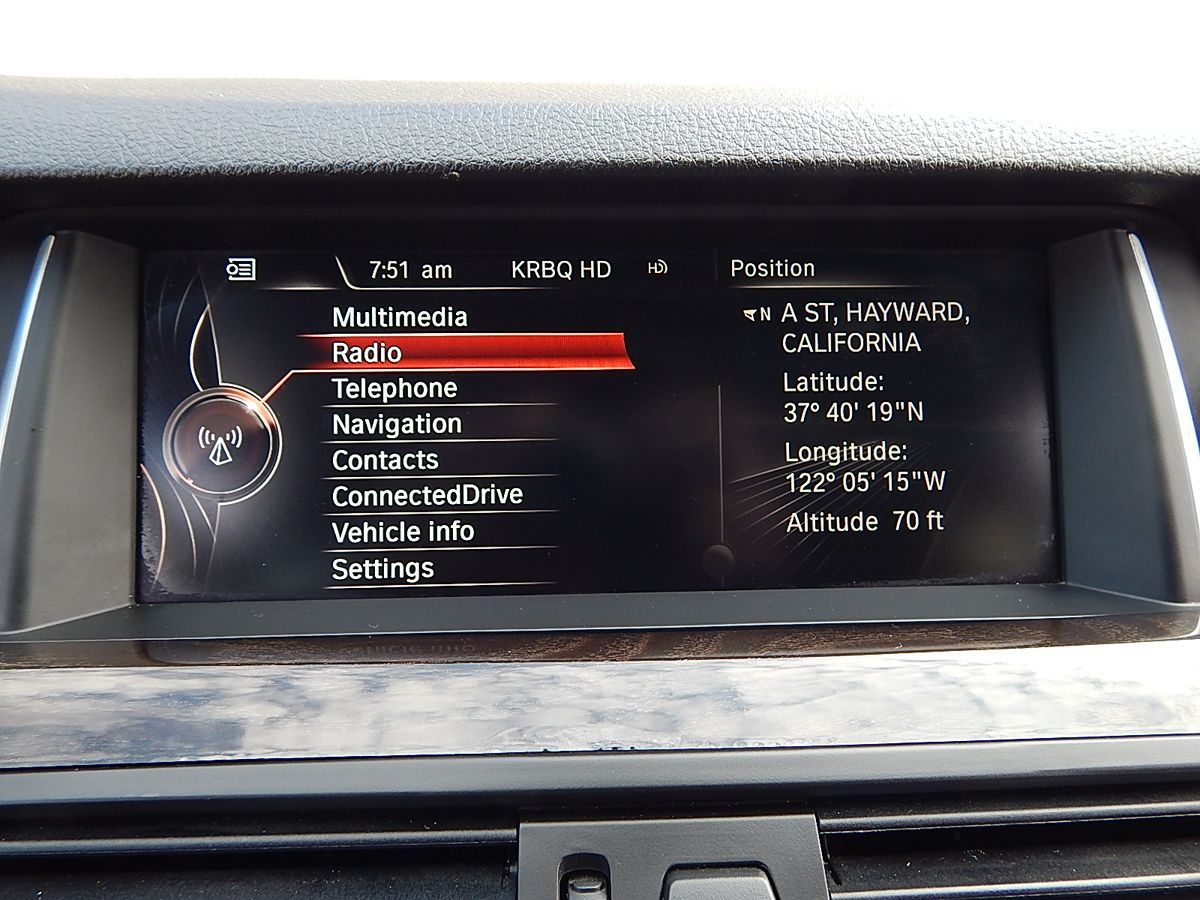 7:51 am KRBQ HD HD Position
Multimedia
Radio
Telephone
Navigation
Contacts
ConnectedDrive
Vehicle info
Settings
N A ST, HAYWARD,
CALIFORNIA
Latitude:
37° 40' 19"N
Longitude:
122° 05' 15"W
Altitude 70 ft